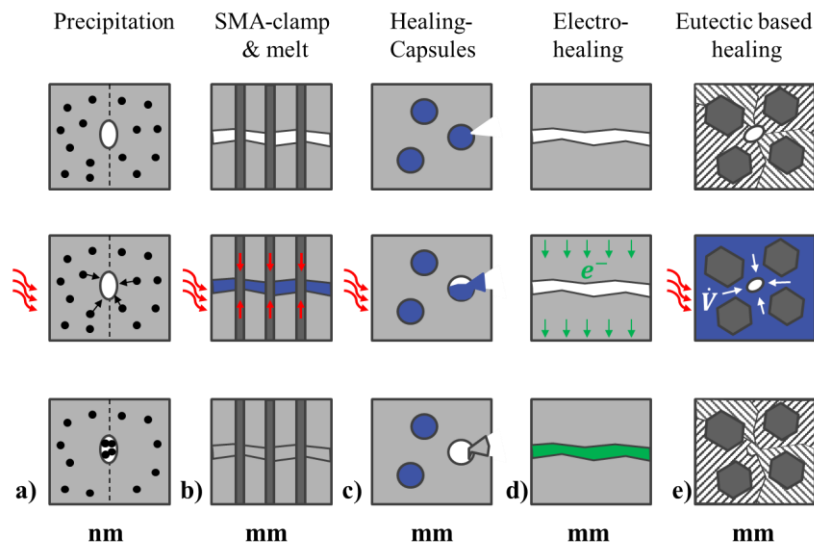 Precipitation
SMA-clamp
& melt
Healing-
Capsules
Electro-
healing
Eutectic based
healing
e⁻
V̇
a)
b)
c)
d)
e)
nm
mm
mm
mm
mm